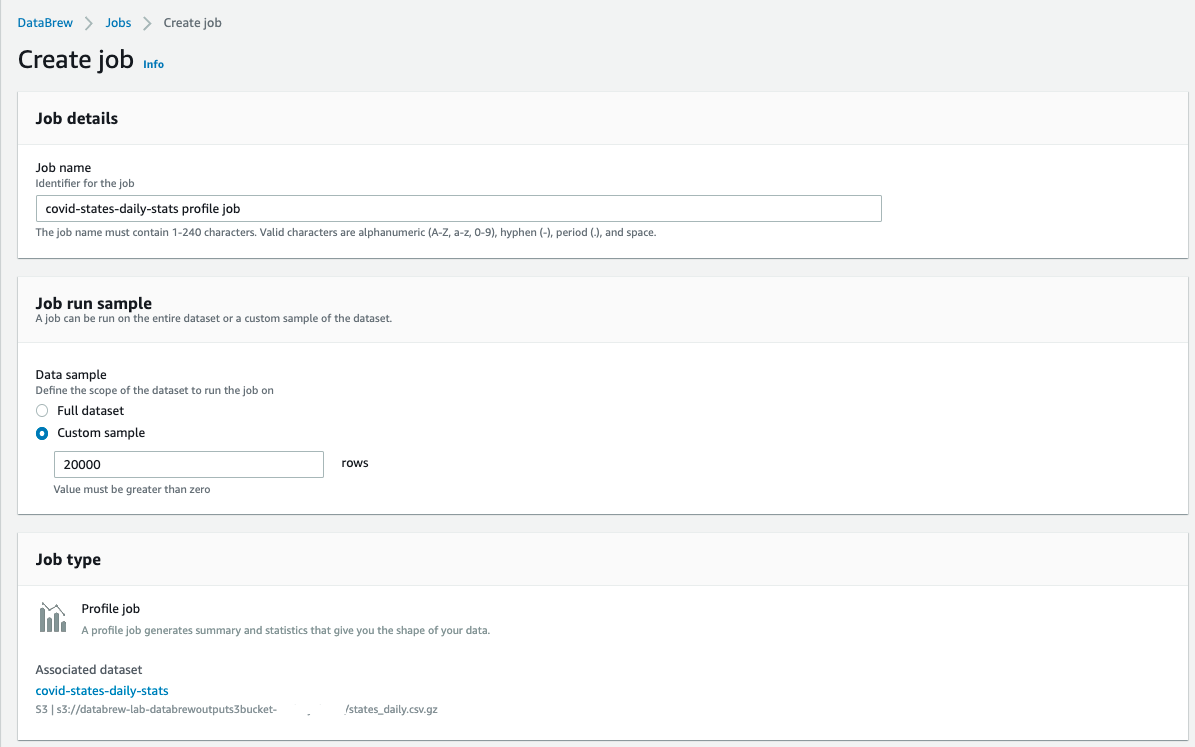 DataBrew > Jobs > Create job
Create job Info
Job details
Job name
Identifier for the job
covid-states-daily-stats profile job
The job name must contain 1-240 characters. Valid characters are alphanumeric (A-Z, a-z, 0-9), hyphen (-), period (.), and space.
Job run sample
A job can be run on the entire dataset or a custom sample of the dataset.
Data sample
Define the scope of the dataset to run the job on
Full dataset
Custom sample
20000 rows
Value must be greater than zero
Job type
Profile job
A profile job generates summary and statistics that give you the shape of your data.
Associated dataset
covid-states-daily-stats
S3 | s3://databrew-lab-databrewoutputs3bucket- /states_daily.csv.gz